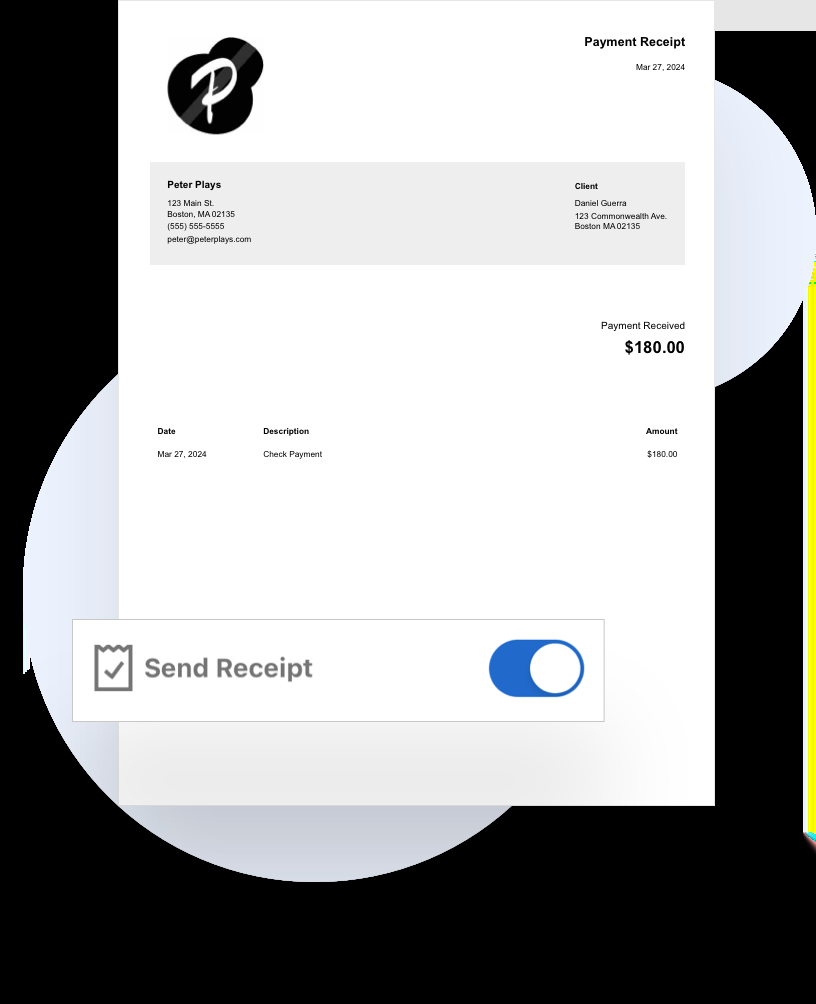 P
Payment Receipt
Mar 27, 2024
Peter Plays
123 Main St.
Boston, MA 02135
(555) 555-5555
peter@peterplays.com
Client
Daniel Guerra
123 Commonwealth Ave.
Boston MA 02135
Payment Received
$180.00
Date Description Amount
Mar 27, 2024 Check Payment $180.00
Send Receipt